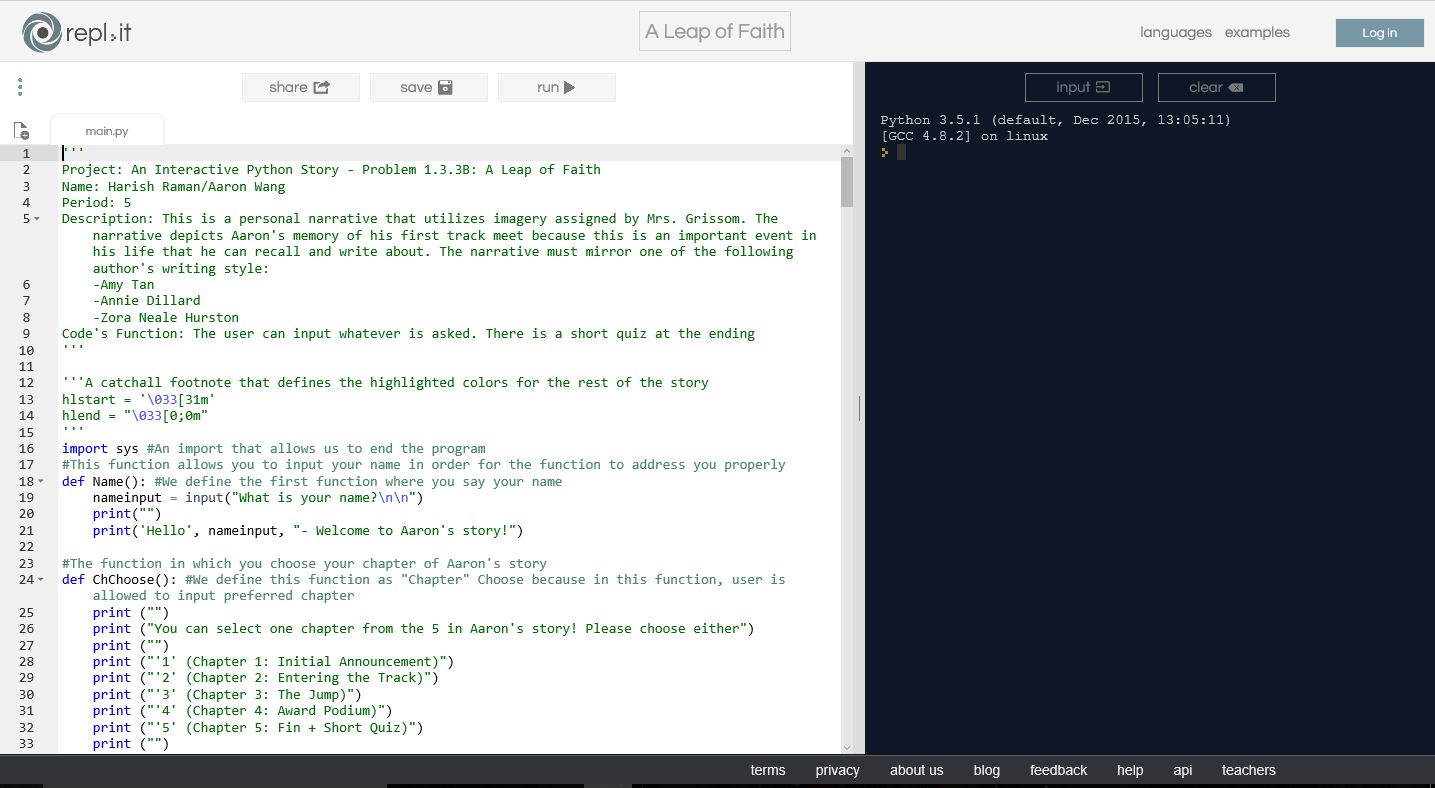 repl.it
A Leap of Faith
languages examples Log in
share save run
input clear
main.py
Python 3.5.1 (default, Dec 2015, 13:05:11)
[GCC 4.8.2] on linux
>
1 '''
2 Project: An Interactive Python Story - Problem 1.3.3B: A Leap of Faith
3 Name: Harish Raman/Aaron Wang
4 Period: 5
5 Description: This is a personal narrative that utilizes imagery assigned by Mrs. Grissom. The
narrative depicts Aaron's memory of his first track meet because this is an important event in
his life that he can recall and write about. The narrative must mirror one of the following
author's writing style:
6 -Amy Tan
7 -Annie Dillard
8 -Zora Neale Hurston
9 Code's Function: The user can input whatever is asked. There is a short quiz at the ending
10 '''
11
12 '''A catchall footnote that defines the highlighted colors for the rest of the story
13 hlstart = '\033[31m'
14 hlend = "\033[0;0m"
15 '''
16 import sys #An import that allows us to end the program
17 #This function allows you to input your name in order for the function to address you properly
18 def Name(): #We define the first function where you say your name
19 nameinput = input("What is your name?\n\n")
20 print("")
21 print('Hello', nameinput, "- Welcome to Aaron's story!")
22
23 #The function in which you choose your chapter of Aaron's story
24 def ChChoose(): #We define this function as "Chapter" Choose because in this function, user is
allowed to input preferred chapter
25 print ("")
26 print ("You can select one chapter from the 5 in Aaron's story! Please choose either")
27 print ("")
28 print ("'1' (Chapter 1: Initial Announcement)")
29 print ("'2' (Chapter 2: Entering the Track)")
30 print ("'3' (Chapter 3: The Jump)")
31 print ("'4' (Chapter 4: Award Podium)")
32 print ("'5' (Chapter 5: Fin + Short Quiz)")
33 print ("")
terms privacy about us blog feedback help api teachers